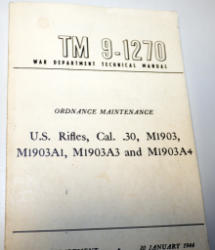 TM 9-1270
WAR DEPARTMENT TECHNICAL MANUAL
ORDNANCE MAINTENANCE
U.S. Rifles, Cal. .30, M1903,
M1903A1, M1903A3 and M1903A4
20 JANUARY 1944